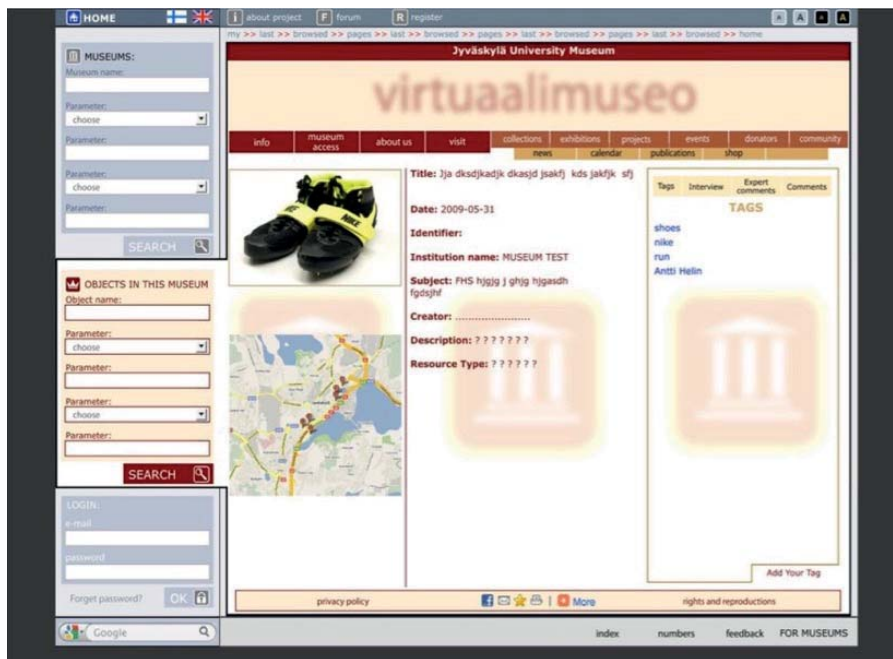 HOME
i about project F forum R register
A A A A
my >> last >> browsed >> pages >> last >> browsed >> pages >> last >> browsed >> pages >> last >> browsed >> home
MUSEUMS:
Museum name:
Parameter:
choose
Parameter:
Parameter:
choose
Parameter:
SEARCH
OBJECTS IN THIS MUSEUM
Object name:
Parameter:
choose
Parameter:
Parameter:
choose
Parameter:
SEARCH
LOGIN:
e-mail
password
Forget password? OK
Google
Jyväskylä University Museum
virtuaalimuseo
info museum access about us visit collections exhibitions projects events donators community
news calendar publications shop
NIKE
Title: Jja dksdjkadjk dkasjd jsakfj kds jakfjk sfj
Date: 2009-05-31
Identifier:
Institution name: MUSEUM TEST
Subject: FHS hjgjg j ghjg hjgasdh
fgdsjhf
Creator: .......................
Description: ? ? ? ? ? ? ?
Resource Type: ? ? ? ? ? ?
Tags Interview Expert comments Comments
TAGS
shoes
nike
run
Antti Helin
Add Your Tag
privacy policy More rights and reproductions
index numbers feedback FOR MUSEUMS